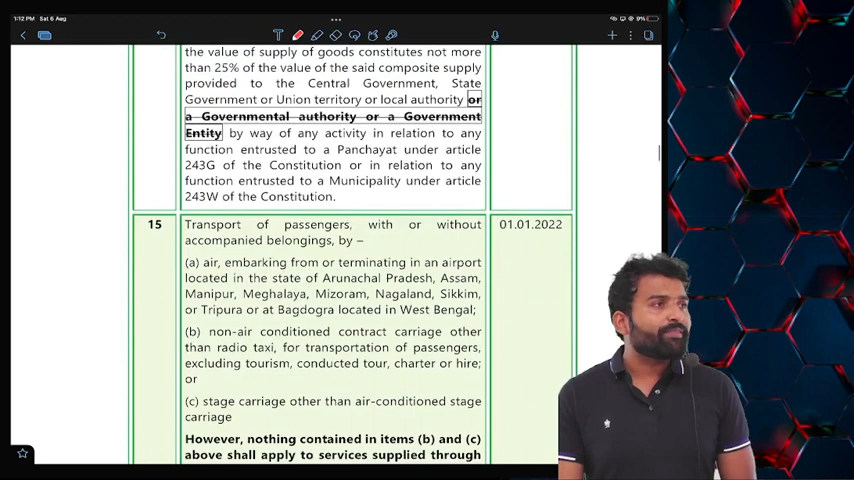 1:12 PM Sat 6 Aug
9%
T
the value of supply of goods constitutes not more
than 25% of the value of the said composite supply
provided to the Central Government, State
Government or Union territory or local authority or
a Governmental authority or a Government
Entity by way of any activity in relation to any
function entrusted to a Panchayat under article
243G of the Constitution or in relation to any
function entrusted to a Municipality under article
243W of the Constitution.
15
Transport of passengers, with or without
accompanied belongings, by –
01.01.2022
(a) air, embarking from or terminating in an airport
located in the state of Arunachal Pradesh, Assam,
Manipur, Meghalaya, Mizoram, Nagaland, Sikkim,
or Tripura or at Bagdogra located in West Bengal;
(b) non-air conditioned contract carriage other
than radio taxi, for transportation of passengers,
excluding tourism, conducted tour, charter or hire;
or
(c) stage carriage other than air-conditioned stage
carriage
However, nothing contained in items (b) and (c)
above shall apply to services supplied through